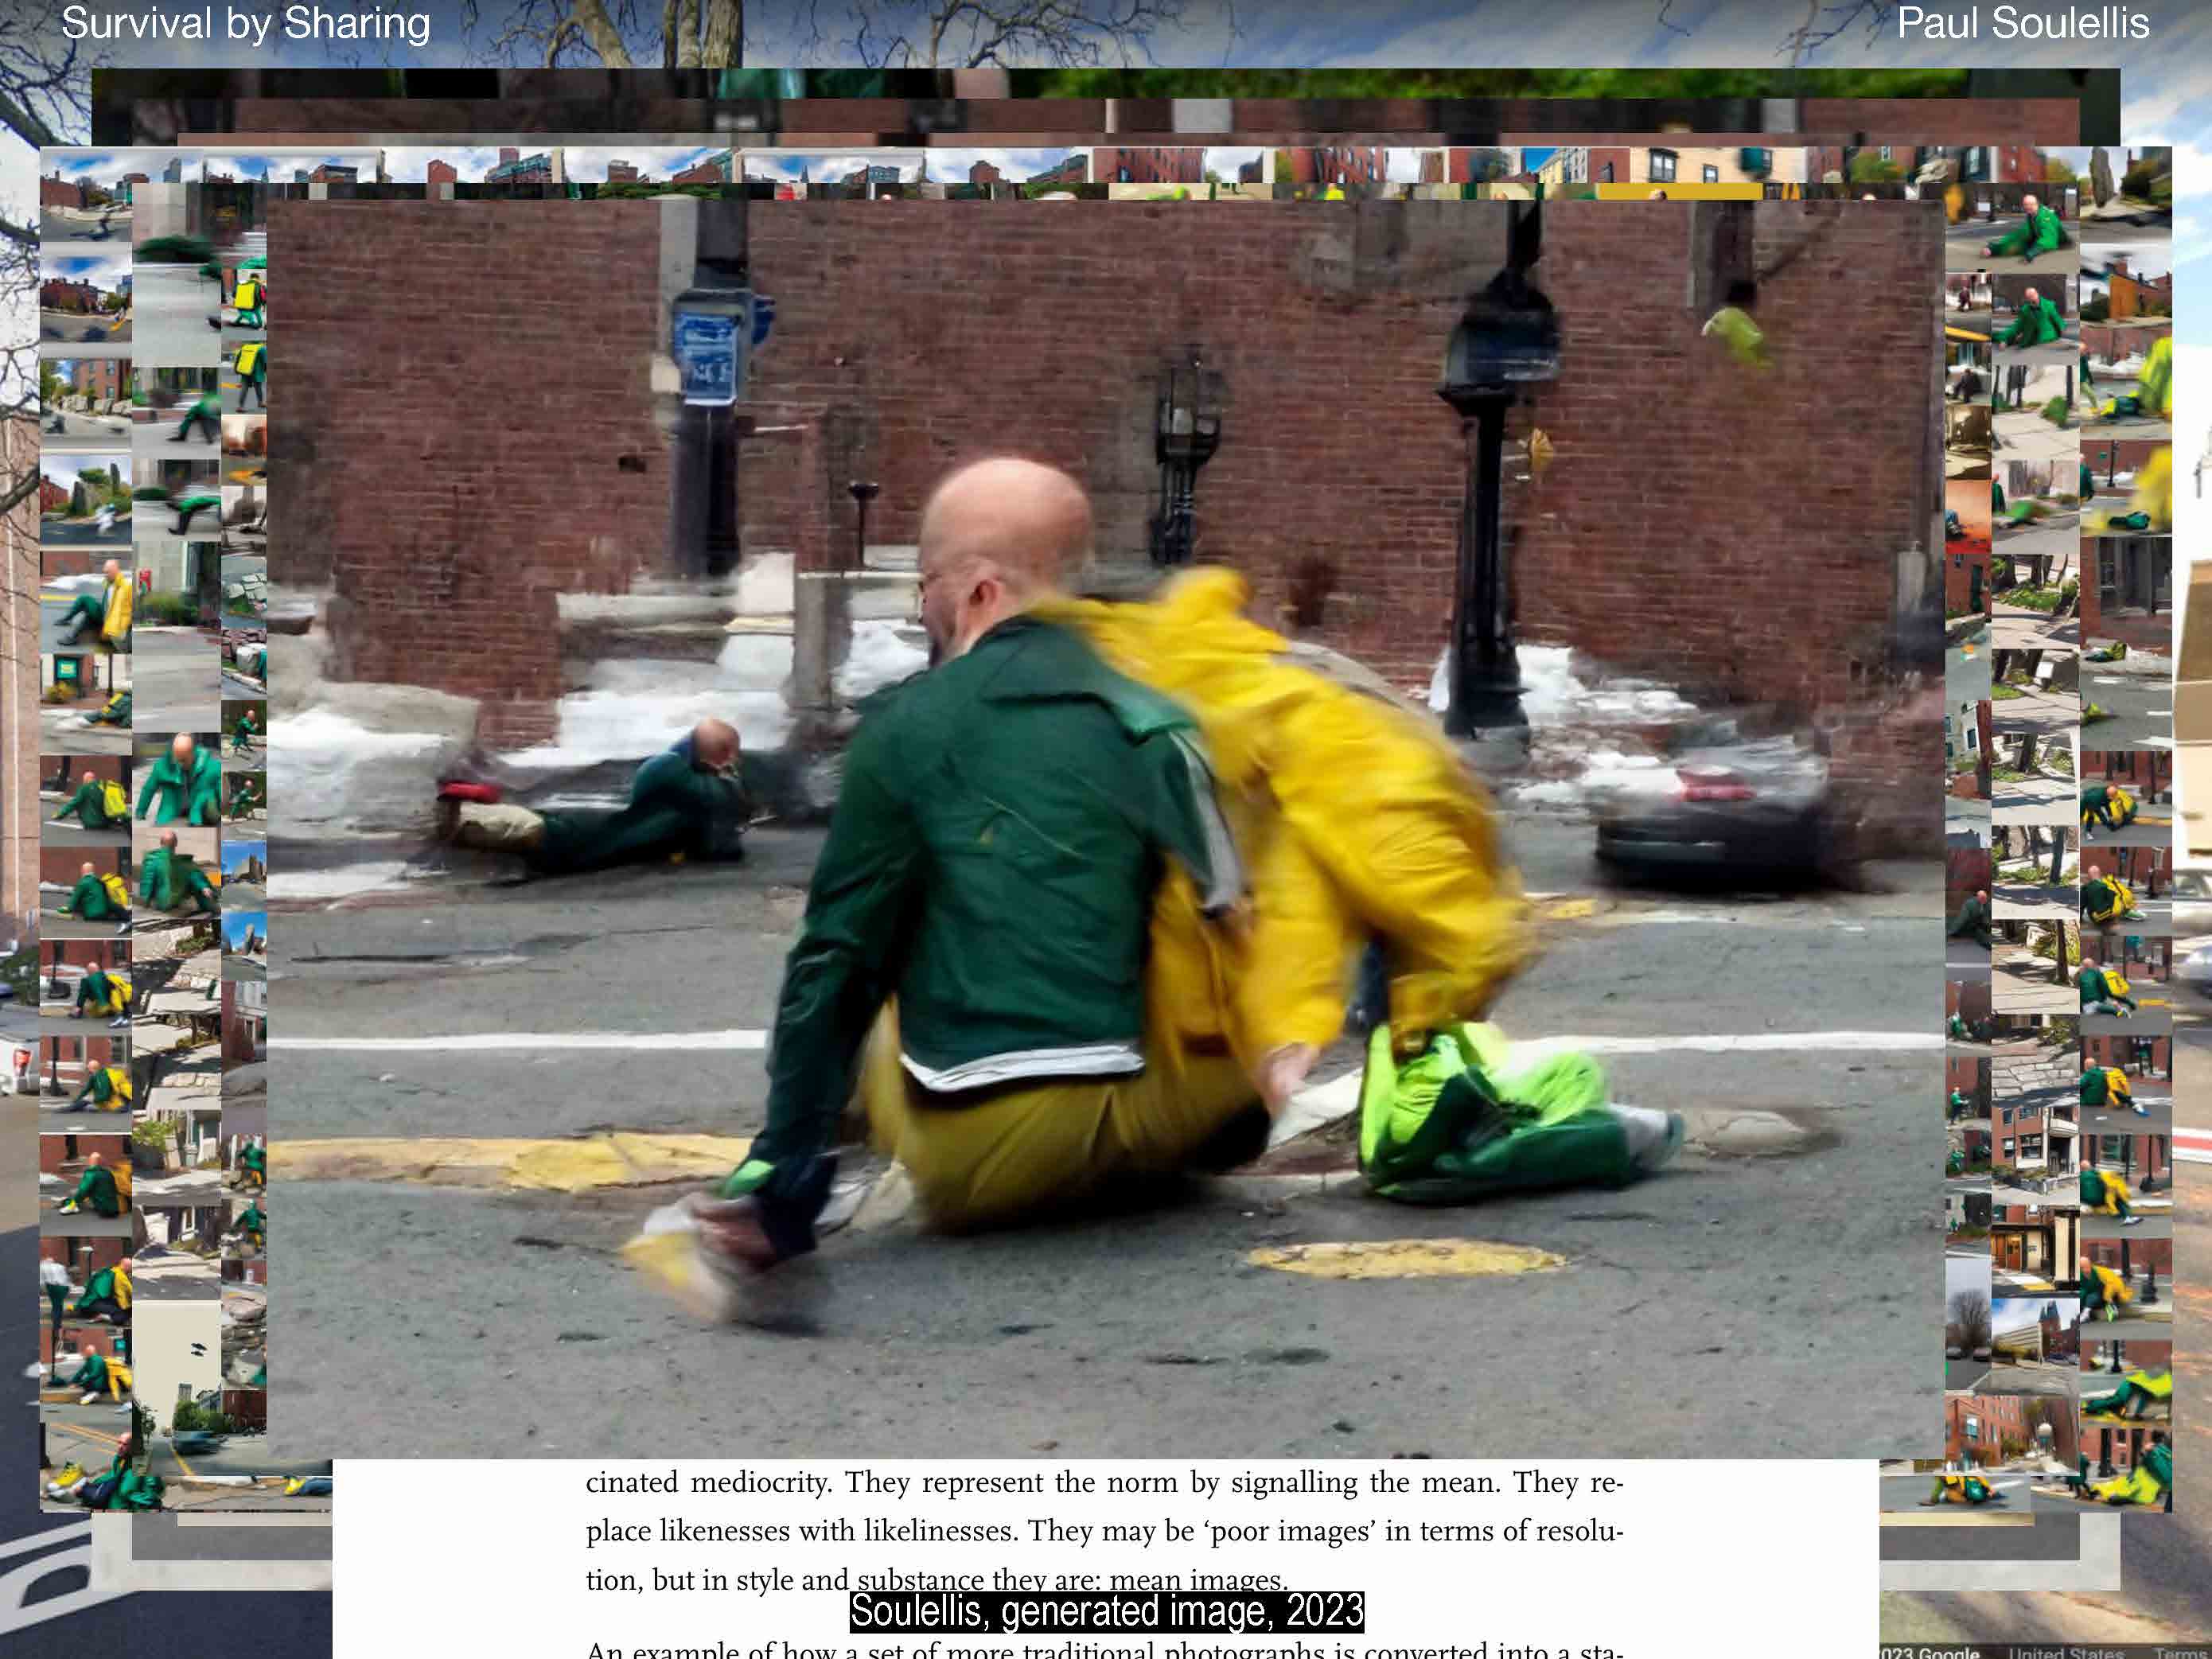 Survival by Sharing
Paul Soulellis
cinated mediocrity. They represent the norm by signalling the mean. They re-
place likenesses with likelinesses. They may be ‘poor images’ in terms of resolu-
tion, but in style and substance they are: mean images.
Soulellis, generated image, 2023
An example of how a set of more traditional photographs is converted into a sta-
023 Google United States Terms